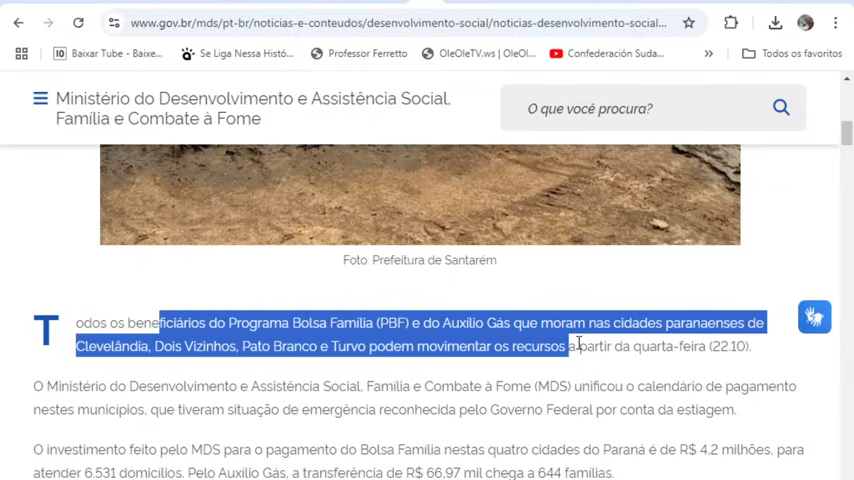 www.gov.br/mds/pt-br/noticias-e-conteudos/desenvolvimento-social/noticias-desenvolvimento-social...
Baixar Tube - Baixe...
Se Liga Nessa Histó...
Professor Ferretto
OleOleTV.ws | OleOl...
Confederación Suda...
»
Todos os favoritos
Ministério do Desenvolvimento e Assistência Social,
Família e Combate à Fome
O que você procura?
Foto: Prefeitura de Santarém
Todos os beneficiários do Programa Bolsa Família (PBF) e do Auxílio Gás que moram nas cidades paranaenses de
Clevelândia, Dois Vizinhos, Pato Branco e Turvo podem movimentar os recursos a partir da quarta-feira (22.10).
O Ministério do Desenvolvimento e Assistência Social, Família e Combate à Fome (MDS) unificou o calendário de pagamento
nestes municípios, que tiveram situação de emergência reconhecida pelo Governo Federal por conta da estiagem.
O investimento feito pelo MDS para o pagamento do Bolsa Família nestas quatro cidades do Paraná é de R$ 4,2 milhões, para
atender 6.531 domicílios. Pelo Auxílio Gás, a transferência de R$ 66,97 mil chega a 644 famílias.